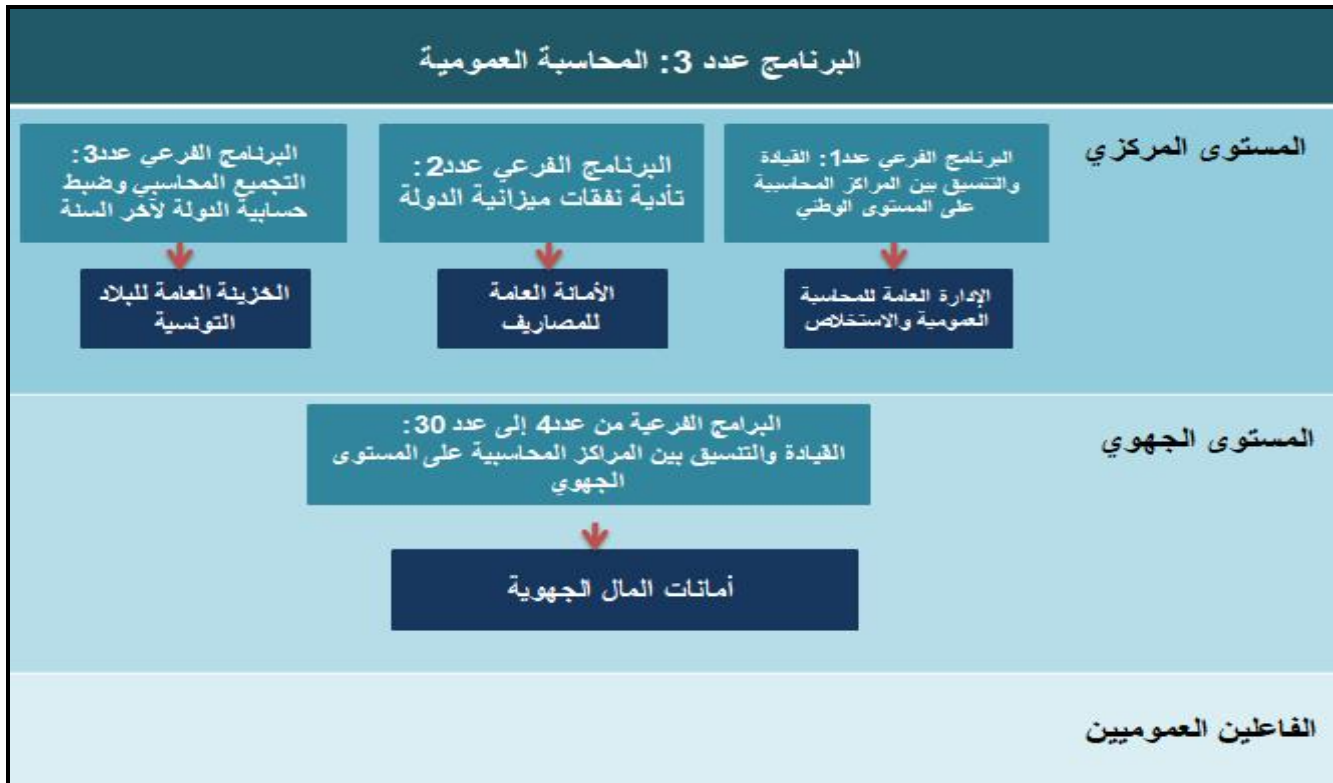 البرنامج عدد 3: المحاسبة العمومية
المستوى المركزي
البرنامج الفرعي عدد1: القيادة
والتنسيق بين المراكز المحاسبية
على المستوى الوطني
البرنامج الفرعي عدد2:
تأدية نفقات ميزانية الدولة
البرنامج الفرعي عدد3:
التجميع المحاسبي وضبط
حسابية الدولة لآخر السنة
الإدارة العامة للمحاسبة
العمومية والاستخلاص
الأمانة العامة
للمصاريف
الخزينة العامة للبلاد
التونسية
المستوى الجهوي
البرامج الفرعية من عدد4 إلى عدد 30:
القيادة والتنسيق بين المراكز المحاسبية على المستوى
الجهوي
أمانات المال الجهوية
الفاعلين العموميين